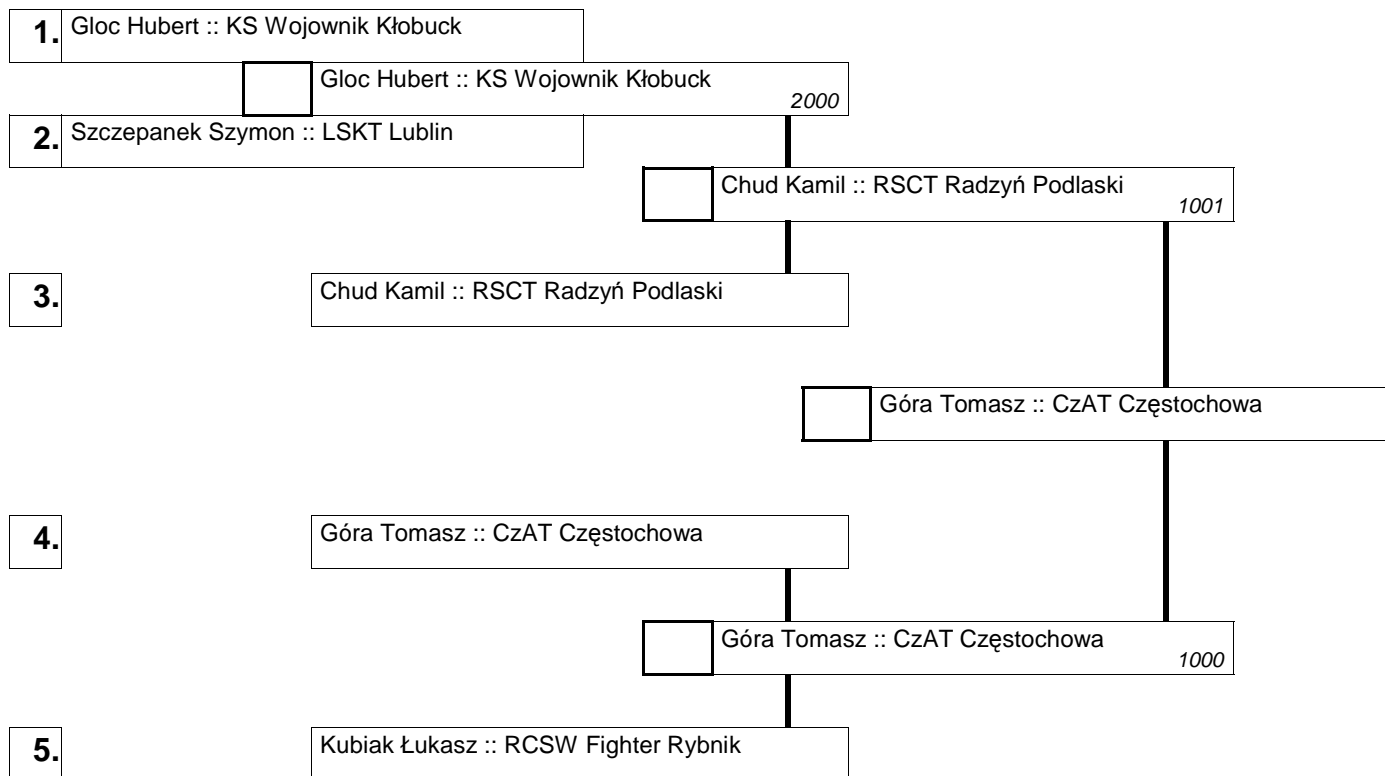 1. Gloc Hubert :: KS Wojownik Kłobuck
Gloc Hubert :: KS Wojownik Kłobuck
2000
2. Szczepanek Szymon :: LSKT Lublin
Chud Kamil :: RSCT Radzyń Podlaski
1001
3. Chud Kamil :: RSCT Radzyń Podlaski
Góra Tomasz :: CzAT Częstochowa
4. Góra Tomasz :: CzAT Częstochowa
Góra Tomasz :: CzAT Częstochowa
1000
5. Kubiak Łukasz :: RCSW Fighter Rybnik